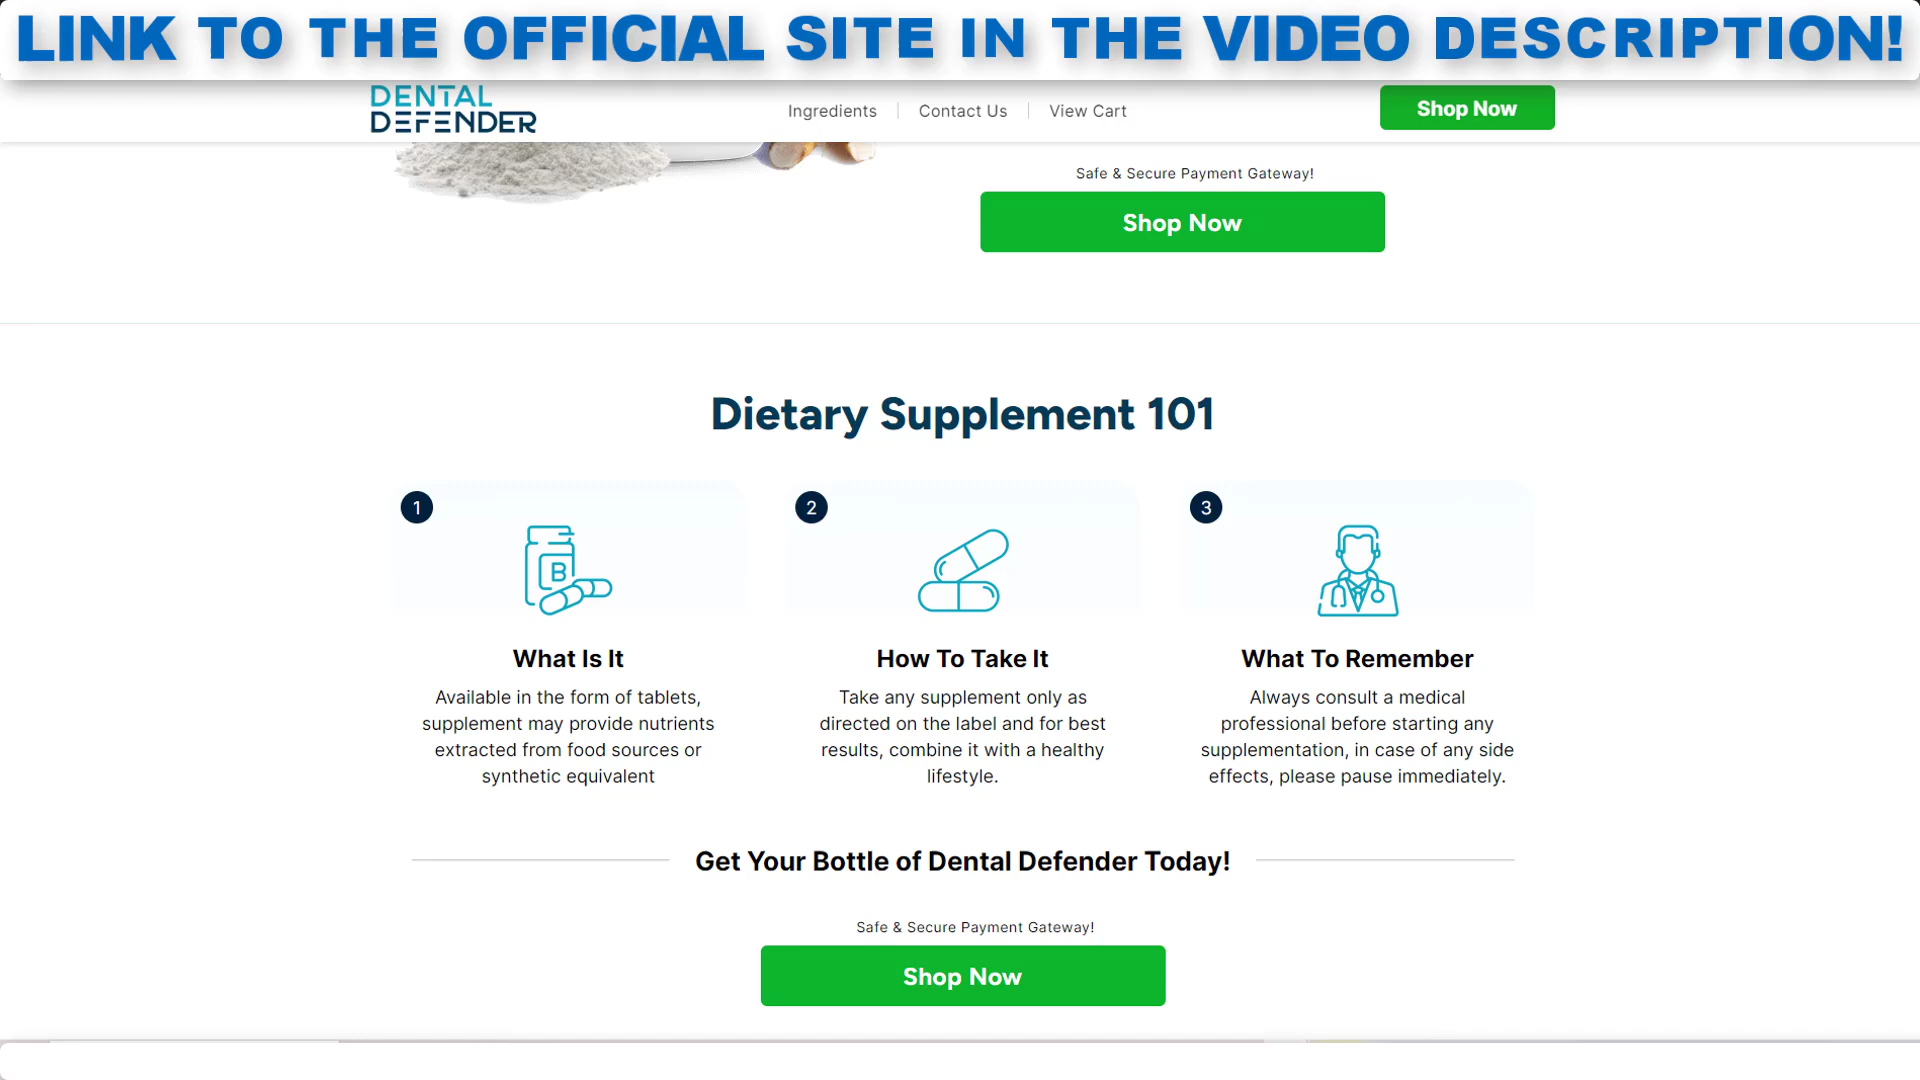 LINK TO THE OFFICIAL SITE IN THE VIDEO DESCRIPTION!
DENTAL
DEFENDER
Ingredients
Contact Us
View Cart
Shop Now
Safe & Secure Payment Gateway!
Shop Now
Dietary Supplement 101
1
2
3
B
What Is It
Available in the form of tablets,
supplement may provide nutrients
extracted from food sources or
synthetic equivalent
How To Take It
Take any supplement only as
directed on the label and for best
results, combine it with a healthy
lifestyle.
What To Remember
Always consult a medical
professional before starting any
supplementation, in case of any side
effects, please pause immediately.
Get Your Bottle of Dental Defender Today!
Safe & Secure Payment Gateway!
Shop Now